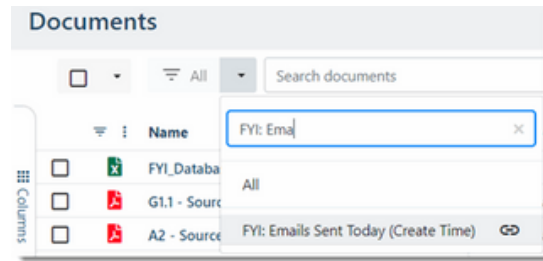 Documents
All
Search documents
Name
FYI: Ema
FYI_Databa
All
G1.1 - Sourc
A2 - Source
FYI: Emails Sent Today (Create Time)
Columns